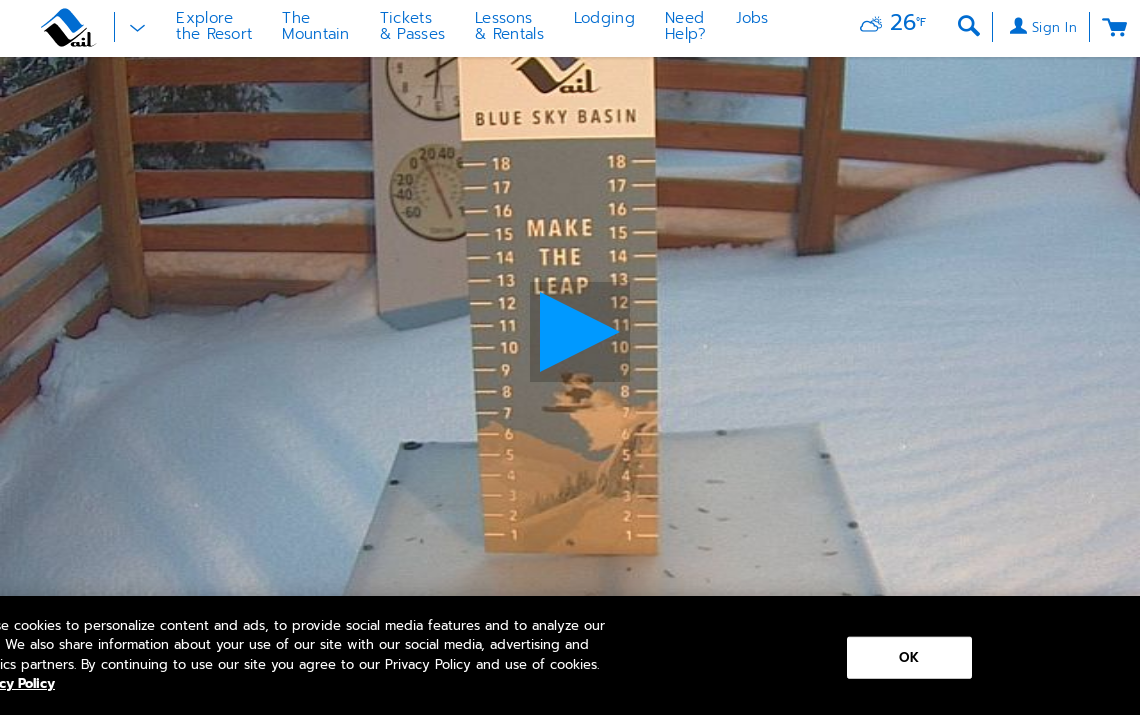 Vail
Explore
the Resort
The
Mountain
Tickets
& Passes
Lessons
& Rentals
Lodging
Need
Help?
Jobs
26°F
Sign In
ail
BLUE SKY BASIN
8
7
6
5
0 20 40
-20
-40
-60
18 18
17 17
16 16
15 15
14 14
13 13
12 12
11 11
10 10
9 9
8 8
7 7
6 6
5 5
4 4
3 3
2 2
1 1
MAKE
THE
LEAP
cookies to personalize content and ads, to provide social media features and to analyze our
We also share information about your use of our site with our social media, advertising and
ics partners. By continuing to use our site you agree to our Privacy Policy and use of cookies.
cy Policy
OK